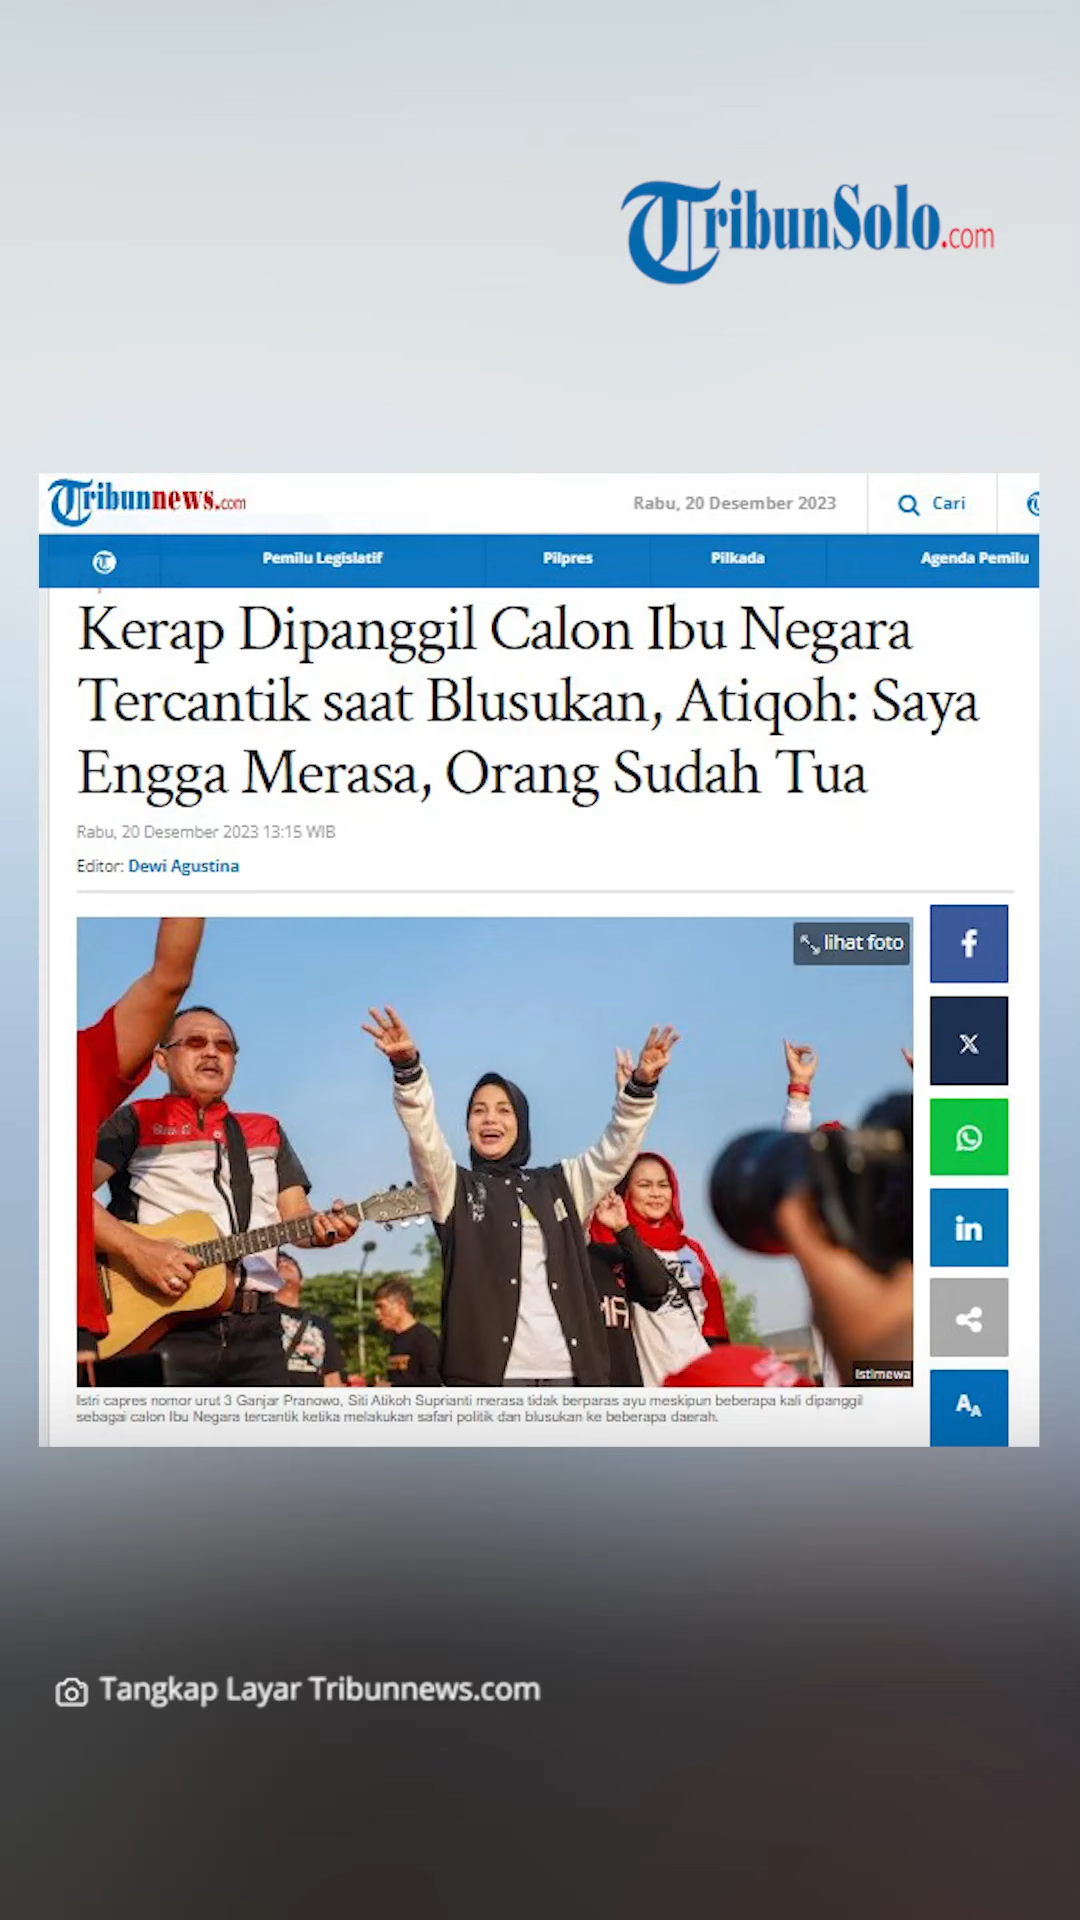 TribunSolo.com
Tribunnews.com
Rabu, 20 Desember 2023
Cari
Pemilu Legislatif
Pilpres
Pilkada
Agenda Pemilu
Kerap Dipanggil Calon Ibu Negara
Tercantik saat Blusukan, Atiqoh: Saya
Engga Merasa, Orang Sudah Tua
Rabu, 20 Desember 2023 13:15 WIB
Editor: Dewi Agustina
lihat foto
Istimewa
Istri capres nomor urut 3 Ganjar Pranowo, Siti Atikoh Suprianti merasa tidak berparas ayu meskipun beberapa kali dipanggil
sebagai calon Ibu Negara tercantik ketika melakukan safari politik dan blusukan ke beberapa daerah.
Tangkap Layar Tribunnews.com